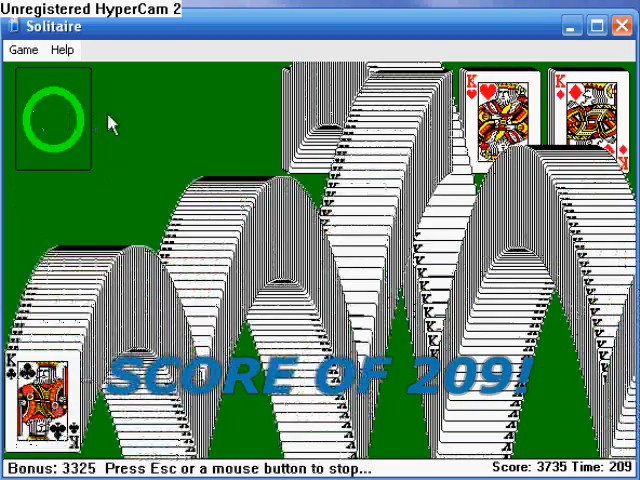 Unregistered HyperCam 2
Solitaire
Game Help
K K
K
K
SCORE OF 209!
K
Bonus: 3325 Press Esc or a mouse button to stop... Score: 3735 Time: 209